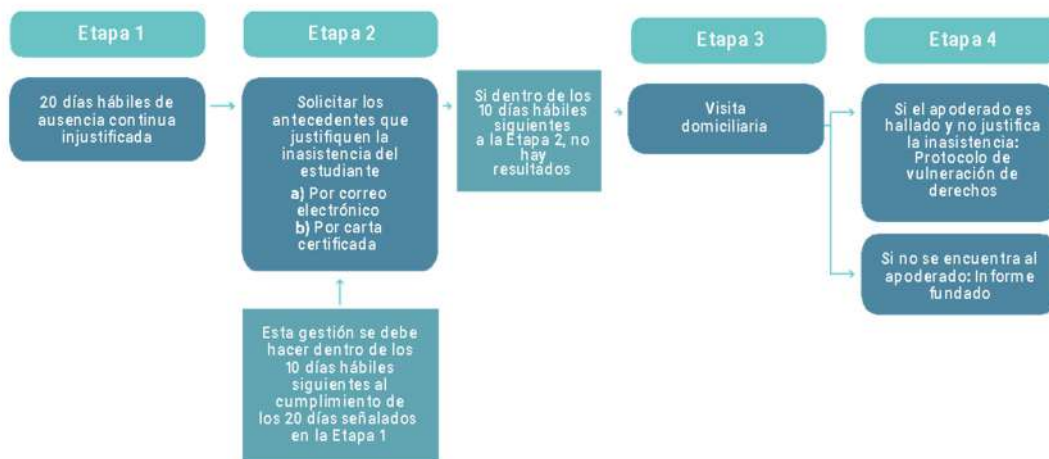 Etapa 1
20 días hábiles de
ausencia continua
injustificada
Etapa 2
Solicitar los
antecedentes que
justifiquen la
inasistencia del
estudiante
a) Por correo
electrónico
b) Por carta
certificada
Esta gestión se debe
hacer dentro de los
10 días hábiles
siguientes al
cumplimiento de
los 20 días señalados
en la Etapa 1
Si dentro de los
10 días hábiles
siguientes
a la Etapa 2, no
hay
resultados
Etapa 3
Visita
domiciliaria
Etapa 4
Si el apoderado es
hallado y no justifica
la inasistencia:
Protocolo de
vulneración de
derechos
Si no se encuentra al
apoderado: Informe
fundado